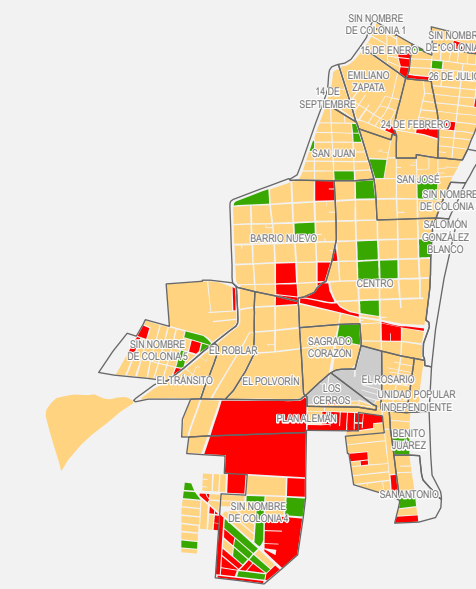 SIN NOMBRE
DE COLONIA 1
15 DE ENERO
SIN NOMBR
DE COLONIA
EMILIANO
ZAPATA
26 DE JULIO
14 DE
SEPTIEMBRE
24 DE FEBRERO
SAN JUAN
SAN JOSÉ
SIN NOMBRE
DE COLONIA
BARRIO NUEVO
SALOMÓN
GONZÁLEZ
BLANCO
CENTRO
SIN NOMBRE
DE COLONIA 5
EL ROBLAR
SAGRADO
CORAZÓN
EL TRÁNSITO
EL POLVORÍN
LOS
CERROS
EL ROSARIO
UNIDAD POPULAR
INDEPENDIENTE
PLAN ALEMÁN
BENITO
JUÁREZ
SAN ANTONIO
SIN NOMBRE
DE COLONIA 4